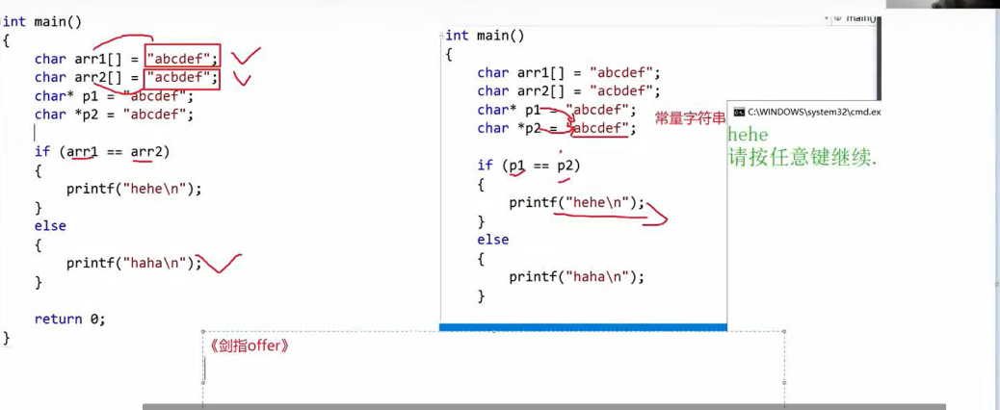 int main()
{
char arr1[] = "abcdef";
char arr2[] = "acbdef";
char* p1 = "abcdef";
char *p2 = "abcdef";
if (arr1 == arr2)
{
printf("hehe\n");
}
else
{
printf("haha\n");
}
return 0;
}
main()
int main()
{
char arr1[] = "abcdef";
char arr2[] = "acbdef";
char* p1 = "abcdef";
char *p2 = "abcdef";
常量字符串
if (p1 == p2)
{
printf("hehe\n");
}
else
{
printf("haha\n");
}
C:\WINDOWS\system32\cmd.ex
hehe
请按任意键继续.
《剑指offer》